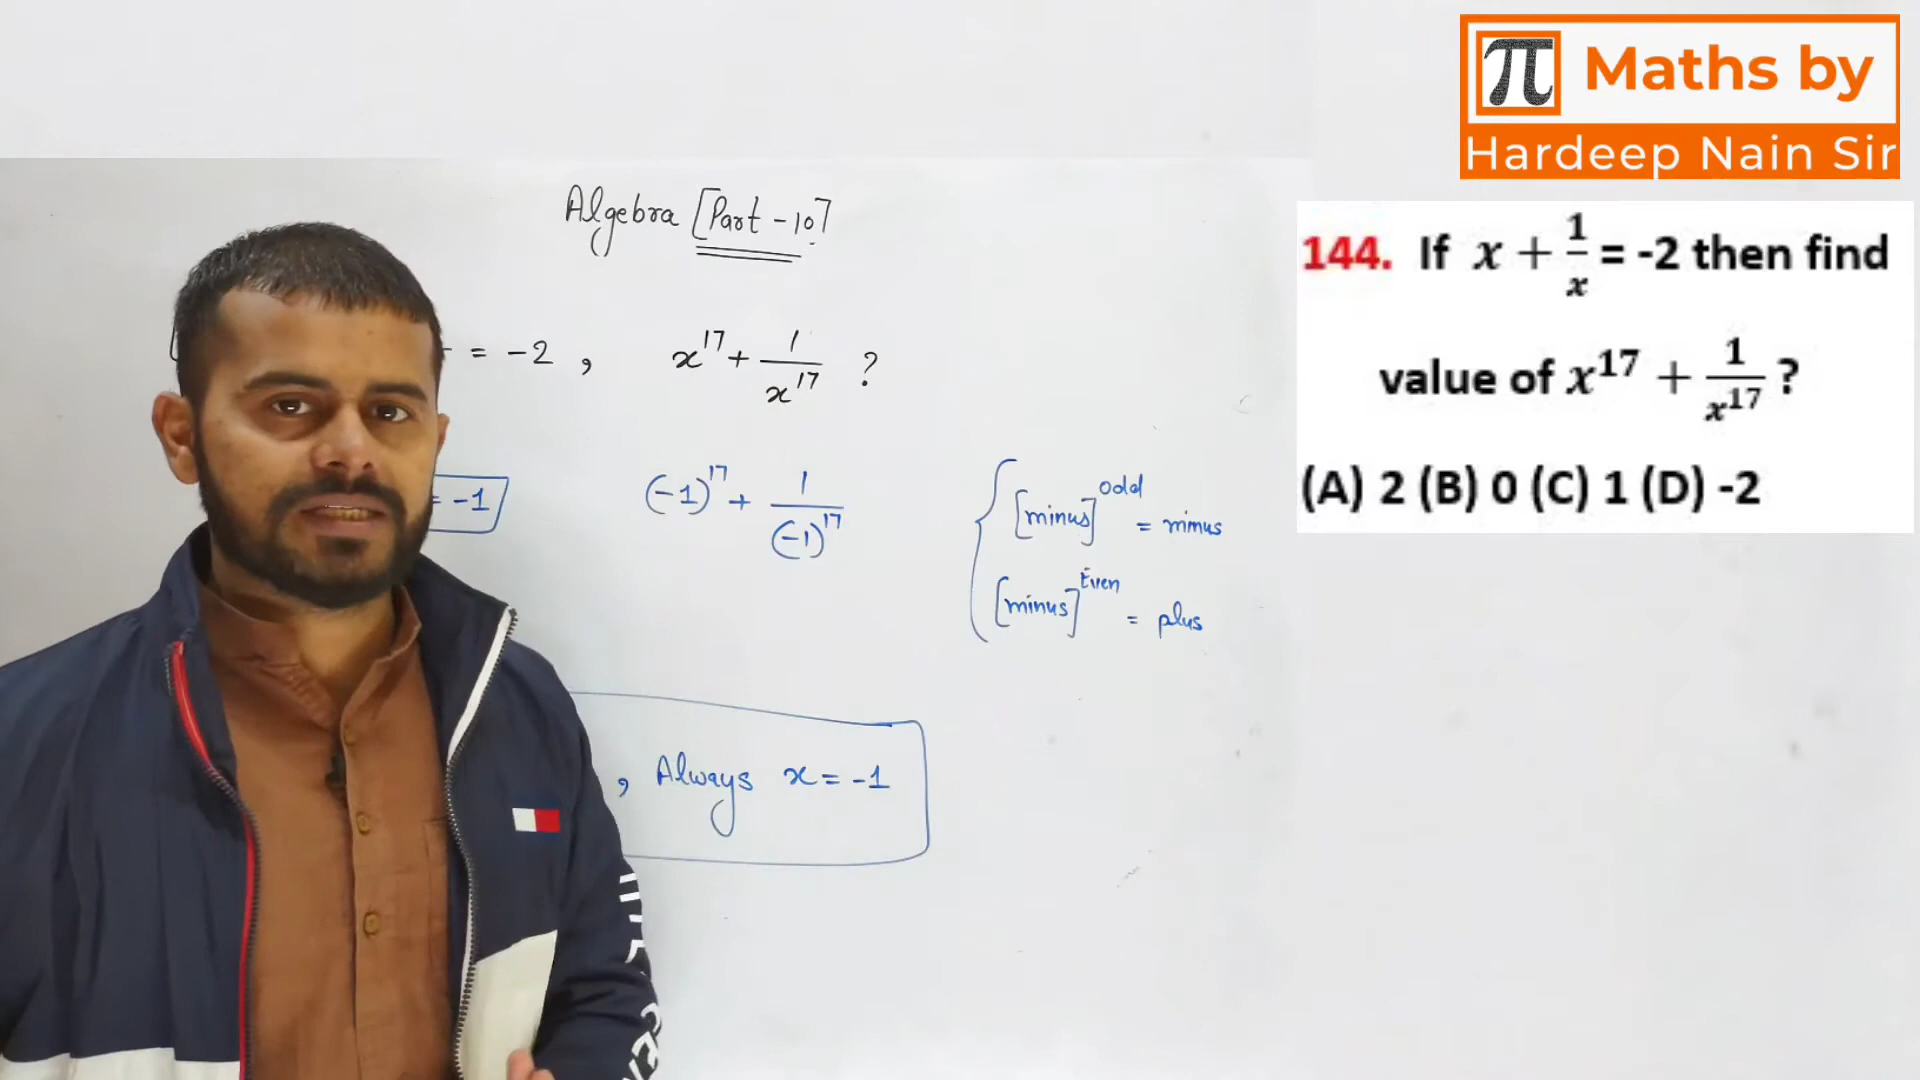 π Maths by
Hardeep Nain Sir
Algebra [Part - 10]
= -2 , x^17 + 1/x^17 ?
= -1
(-1)^17 + 1/(-1)^17
[minus]^odd = minus
[minus]^Even = plus
, Always x = -1
144. If x + 1/x = -2 then find
value of x^17 + 1/x^17 ?
(A) 2 (B) 0 (C) 1 (D) -2